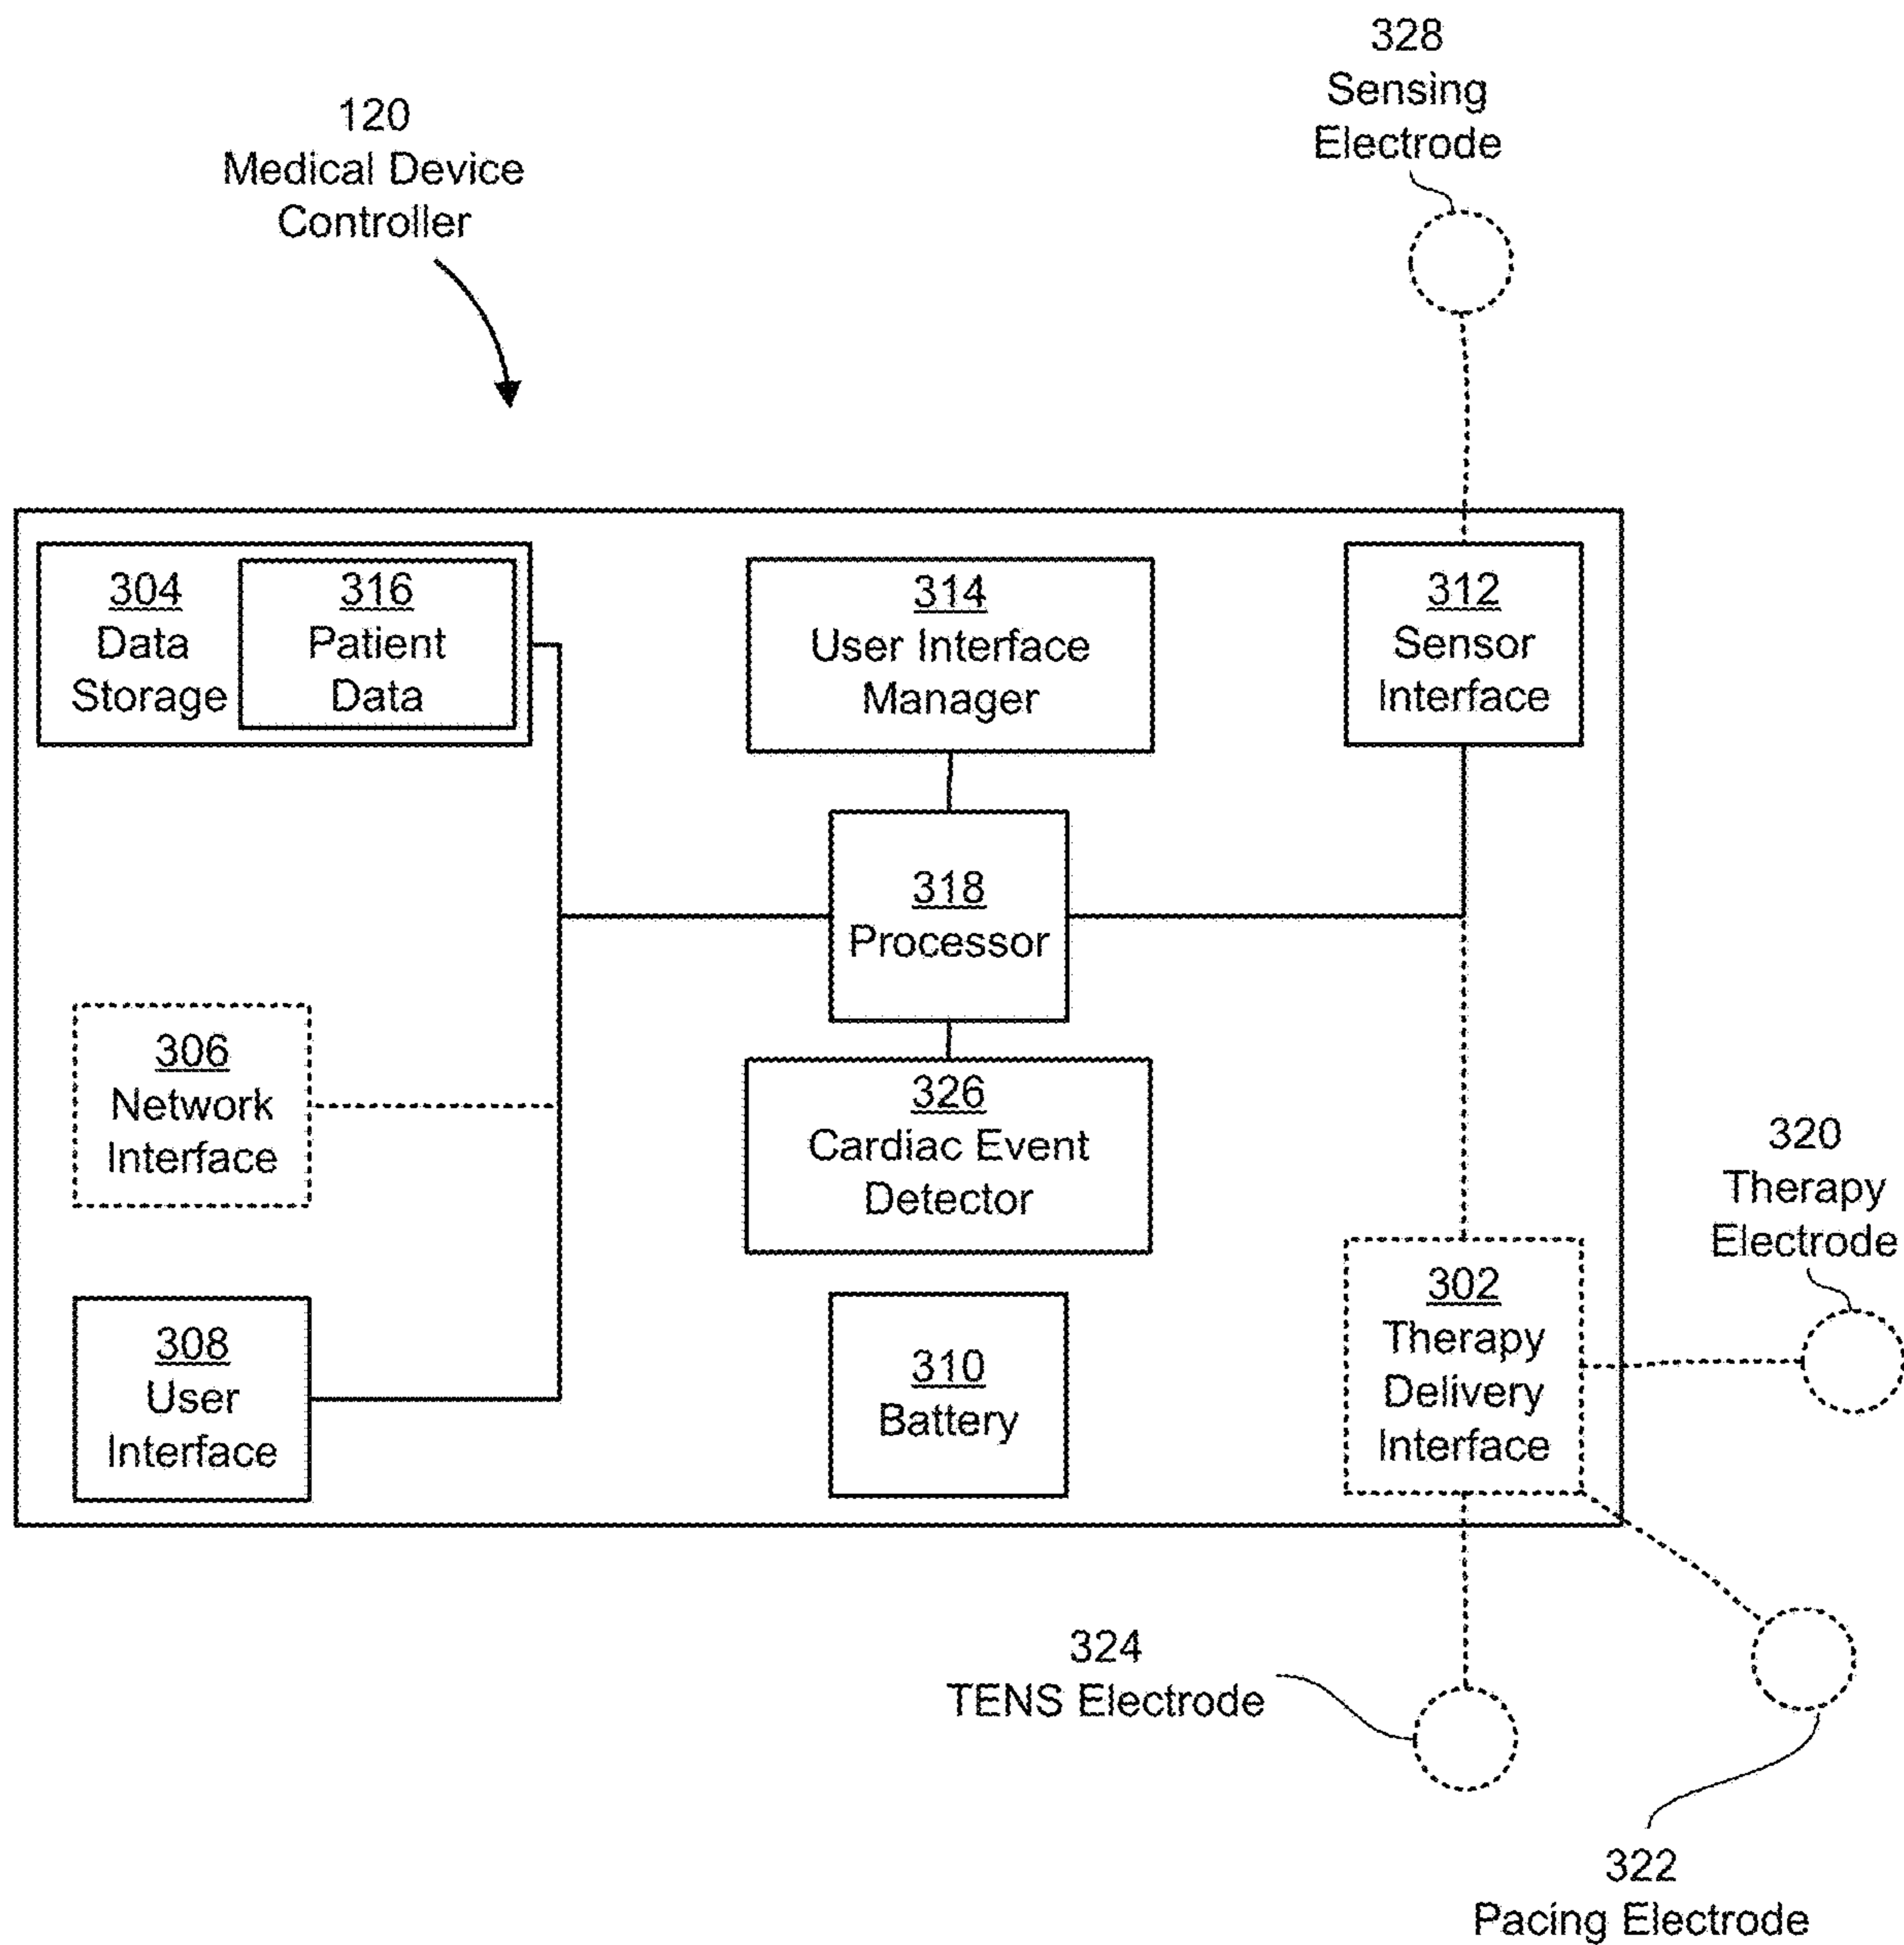 328
Sensing
Electrode
120
Medical Device
Controller
304
Data
Storage
316
Patient
Data
314
User Interface
Manager
312
Sensor
Interface
318
Processor
306
Network
Interface
326
Cardiac Event
Detector
320
Therapy
Electrode
302
Therapy
Delivery
Interface
308
User
Interface
310
Battery
324
TENS Electrode
322
Pacing Electrode